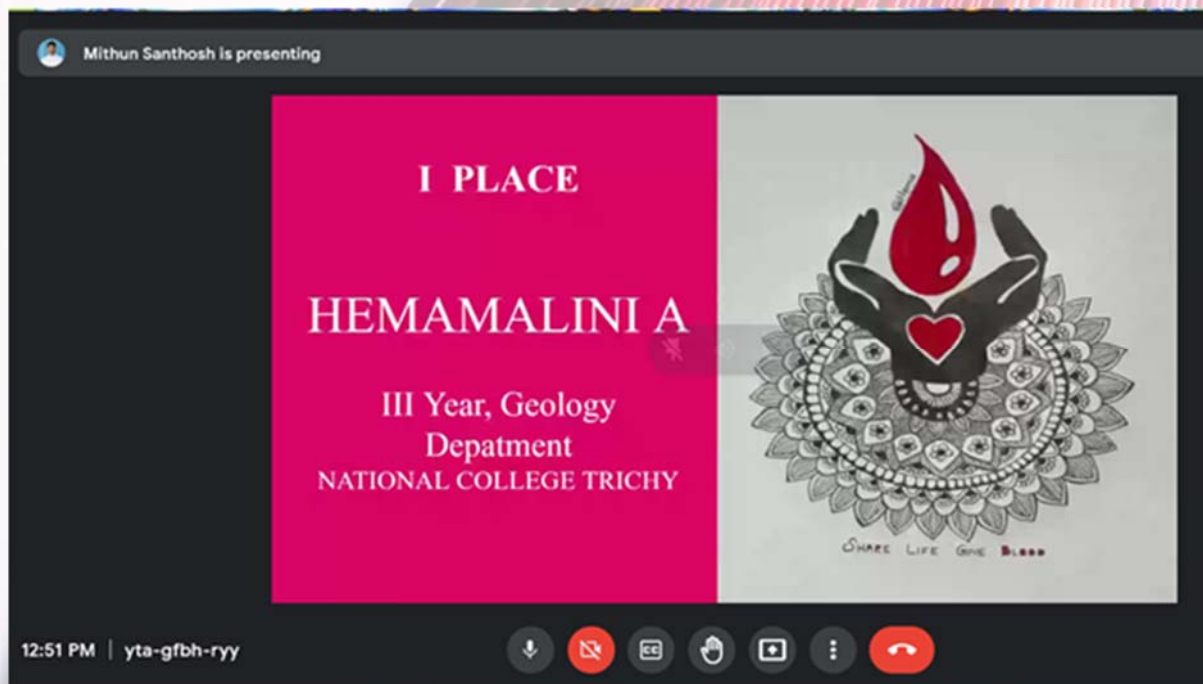 Mithun Santhosh is presenting
I PLACE
HEMAMALINI A
III Year, Geology
Depatment
NATIONAL COLLEGE TRICHY
SHARE LIFE GIVE BLOOD
12:51 PM | yta-gfbh-ryy
CC